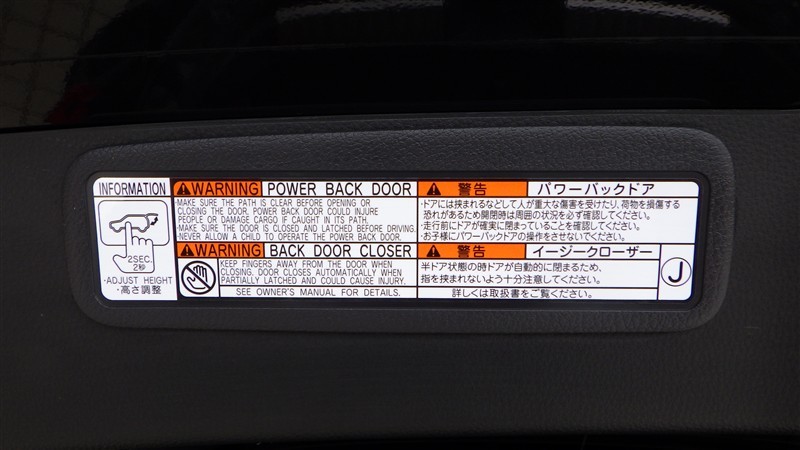 INFORMATION
2SEC.
2秒
・ADJUST HEIGHT
・高さ調整
WARNING POWER BACK DOOR
・MAKE SURE THE PATH IS CLEAR BEFORE OPENING OR
CLOSING THE DOOR. POWER BACK DOOR COULD INJURE
PEOPLE OR DAMAGE CARGO IF CAUGHT IN ITS PATH.
・MAKE SURE THE DOOR IS CLOSED AND LATCHED BEFORE DRIVING.
・NEVER ALLOW A CHILD TO OPERATE THE POWER BACK DOOR.
WARNING BACK DOOR CLOSER
KEEP FINGERS AWAY FROM THE DOOR WHEN
CLOSING. DOOR CLOSES AUTOMATICALLY WHEN
PARTIALLY LATCHED AND COULD CAUSE INJURY.
SEE OWNER'S MANUAL FOR DETAILS.
警告 パワーバックドア
・ドアには挟まれるなどして人が重大な傷害を受けたり、荷物を損傷する
恐れがあるため開閉時は周囲の状況を必ず確認してください。
・走行前にドアが確実に閉まっていることを確認してください。
・お子様にパワーバックドアの操作をさせないでください。
警告 イージークローザー
半ドア状態の時ドアが自動的に閉まるため、
指を挟まれないよう十分注意してください。
詳しくは取扱書をご覧ください。
J